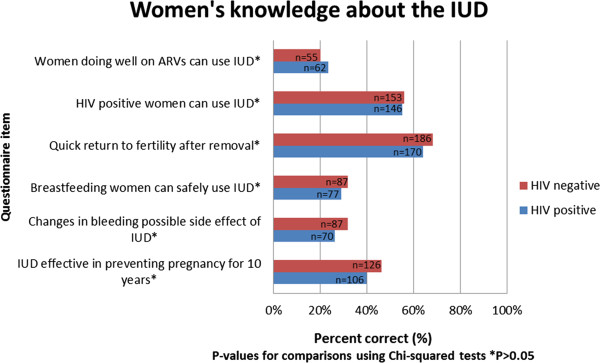 Women's knowledge about the IUD
Questionnaire item
Women doing well on ARVs can use IUD*
n=55
n=62
HIV positive women can use IUD*
n=153
n=146
Quick return to fertility after removal*
n=186
n=170
Breastfeeding women can safely use IUD*
n=87
n=77
Changes in bleeding possible side effect of
IUD*
n=87
n=70
IUD effective in preventing pregnancy for 10
years*
n=126
n=106
HIV negative
HIV positive
0% 20% 40% 60% 80% 100%
Percent correct (%)
P-values for comparisons using Chi-squared tests *P>0.05